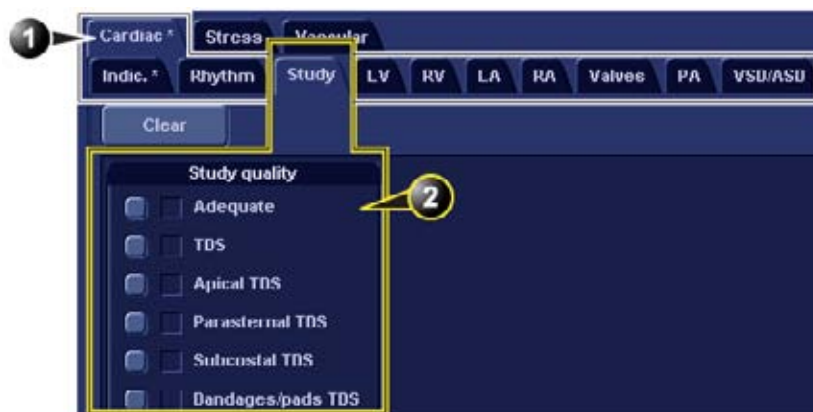 1
Cardiac * Stress Vascular
Indic. * Rhythm Study LV RV LA RA Valves PA VSD/ASD
Clear
Study quality
2
Adequate
TDS
Apical TDS
Parasternal TDS
Subcostal TDS
Bandages/pads TDS